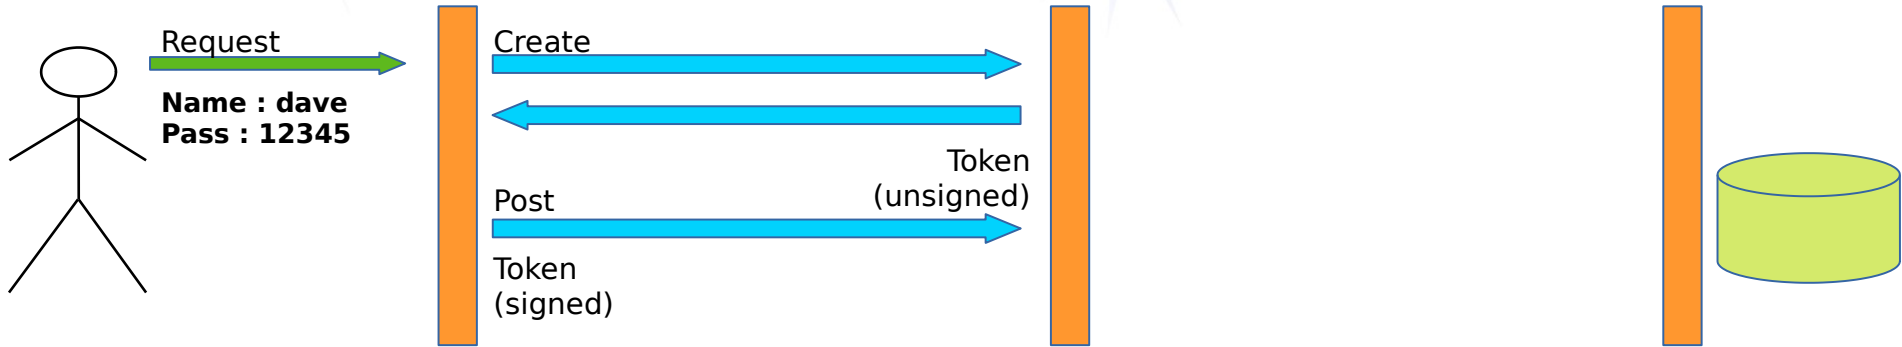 Request
Name : dave
Pass : 12345
Create
Token
(unsigned)
Post
Token
(signed)